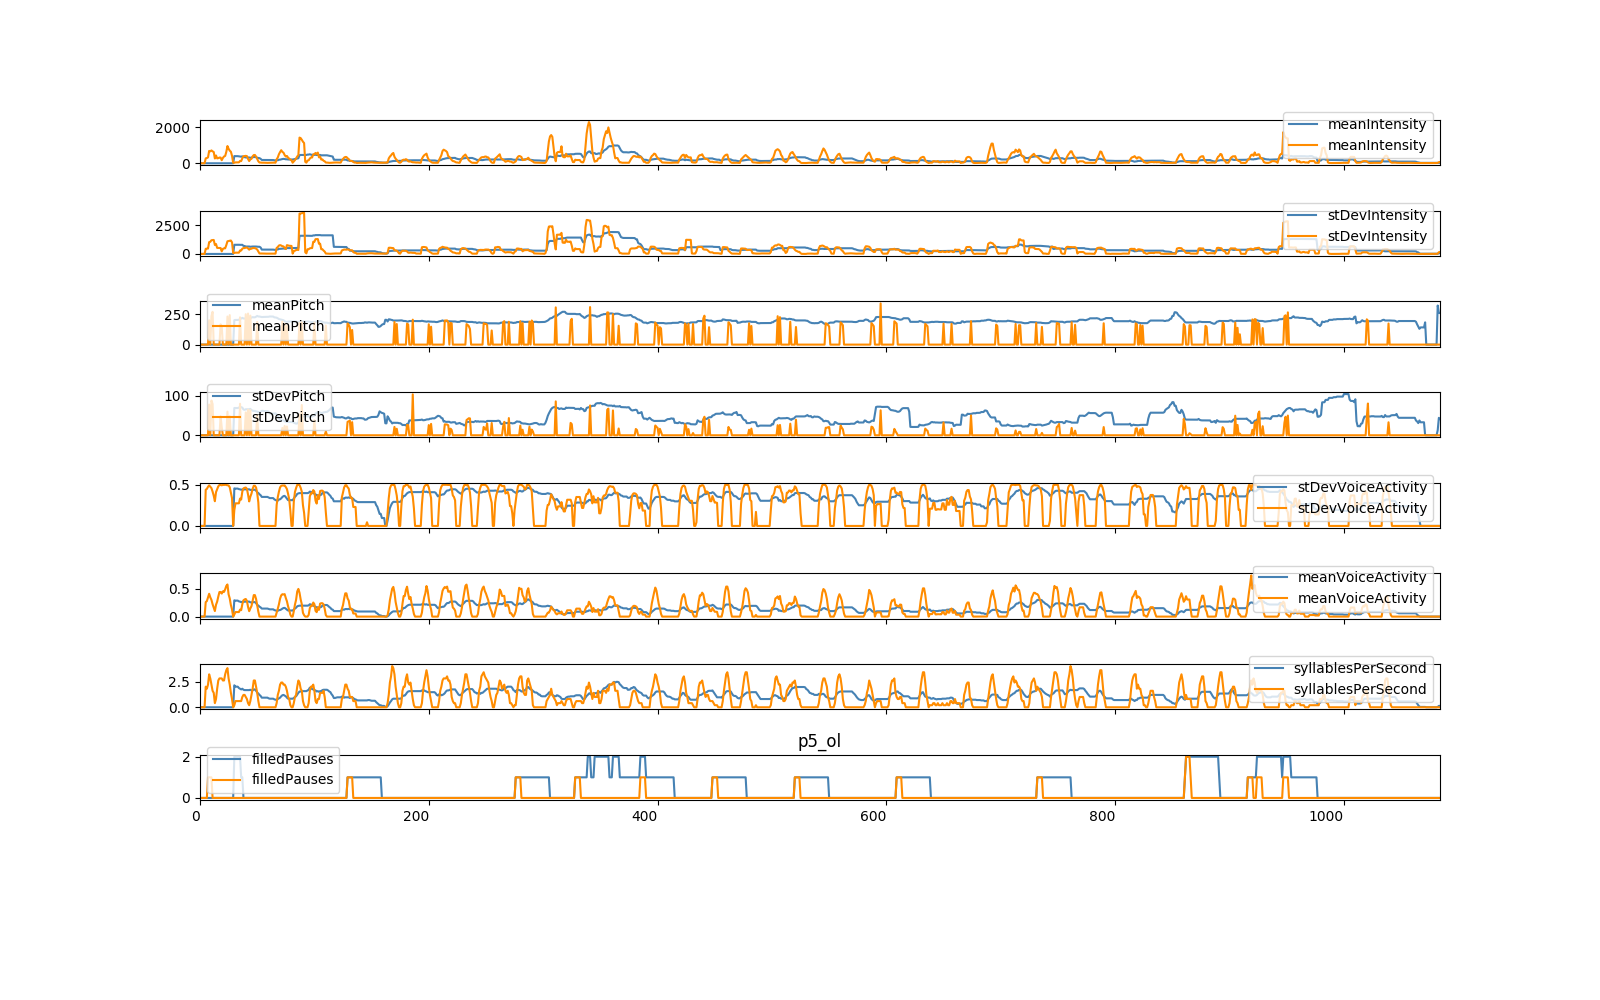 2000
0
meanIntensity
meanIntensity
2500
0
stDevIntensity
stDevIntensity
250
0
meanPitch
meanPitch
100
0
stDevPitch
stDevPitch
0.5
0.0
stDevVoiceActivity
stDevVoiceActivity
0.5
0.0
meanVoiceActivity
meanVoiceActivity
2.5
0.0
syllablesPerSecond
syllablesPerSecond
p5_ol
2
0
filledPauses
filledPauses
0 200 400 600 800 1000